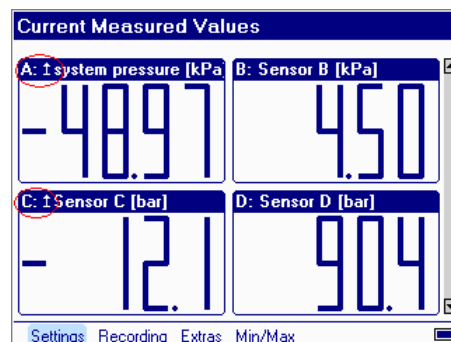 Current Measured Values
A: ↥system pressure [kPa
B: Sensor B [kPa]
-48.97
4.50
C: ↥Sensor C [bar]
D: Sensor D [bar]
-12.1
90.4
Settings Recording Extras Min/Max